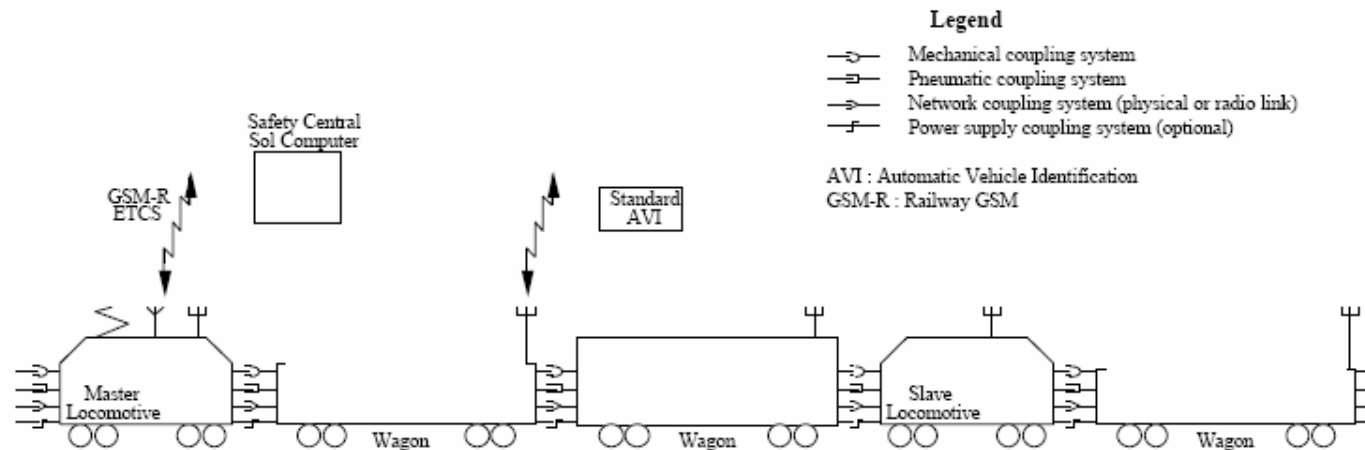 Legend
Mechanical coupling system
Pneumatic coupling system
Network coupling system (physical or radio link)
Power supply coupling system (optional)
AVI : Automatic Vehicle Identification
GSM-R : Railway GSM
Safety Central
Sol Computer
GSM-R
ETCS
Standard
AVI
Master
Locomotive
Wagon
Wagon
Slave
Locomotive
Wagon